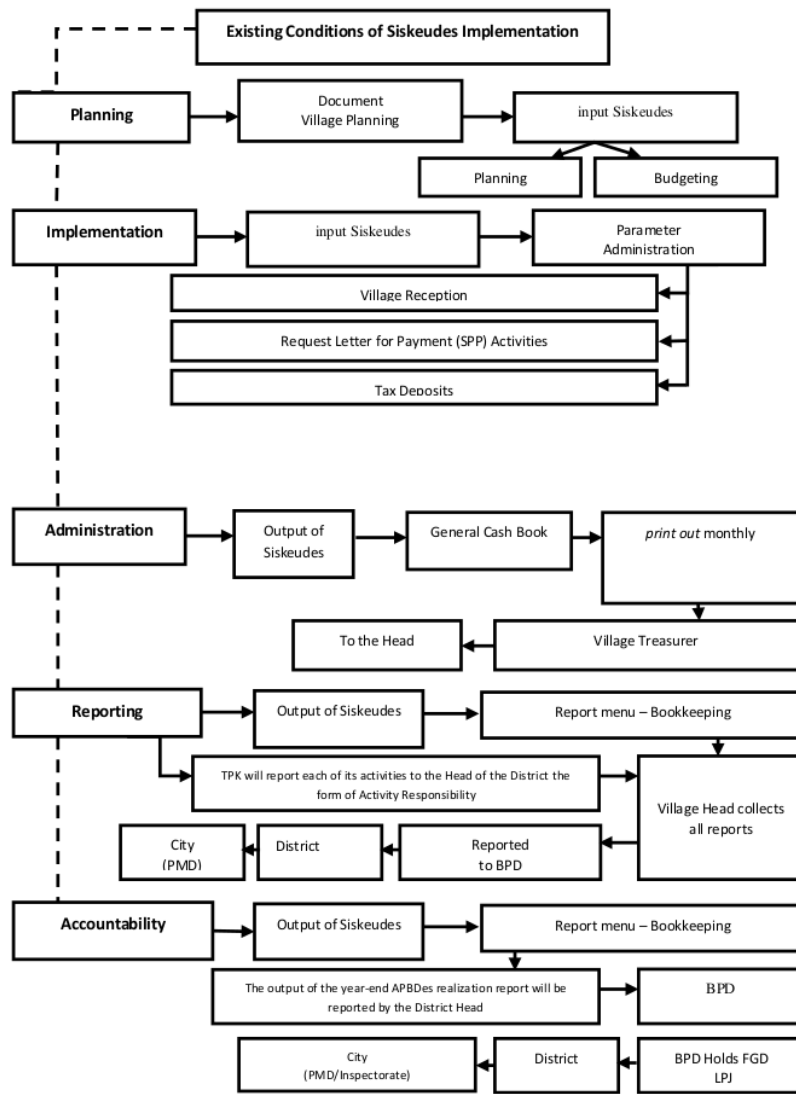 Existing Conditions of Siskeudes Implementation
Planning
Document
Village Planning
input Siskeudes
Planning
Budgeting
Implementation
input Siskeudes
Parameter
Administration
Village Reception
Request Letter for Payment (SPP) Activities
Tax Deposits
Administration
Output of
Siskeudes
General Cash Book
print out monthly
To the Head
Village Treasurer
Reporting
Output of Siskeudes
Report menu – Bookkeeping
TPK will report each of its activities to the Head of the District the
form of Activity Responsibility
Village Head collects
all reports
City
(PMD)
District
Reported
to BPD
Accountability
Output of Siskeudes
Report menu – Bookkeeping
The output of the year-end APBDes realization report will be
reported by the District Head
BPD
City
(PMD/Inspectorate)
District
BPD Holds FGD
LPJ